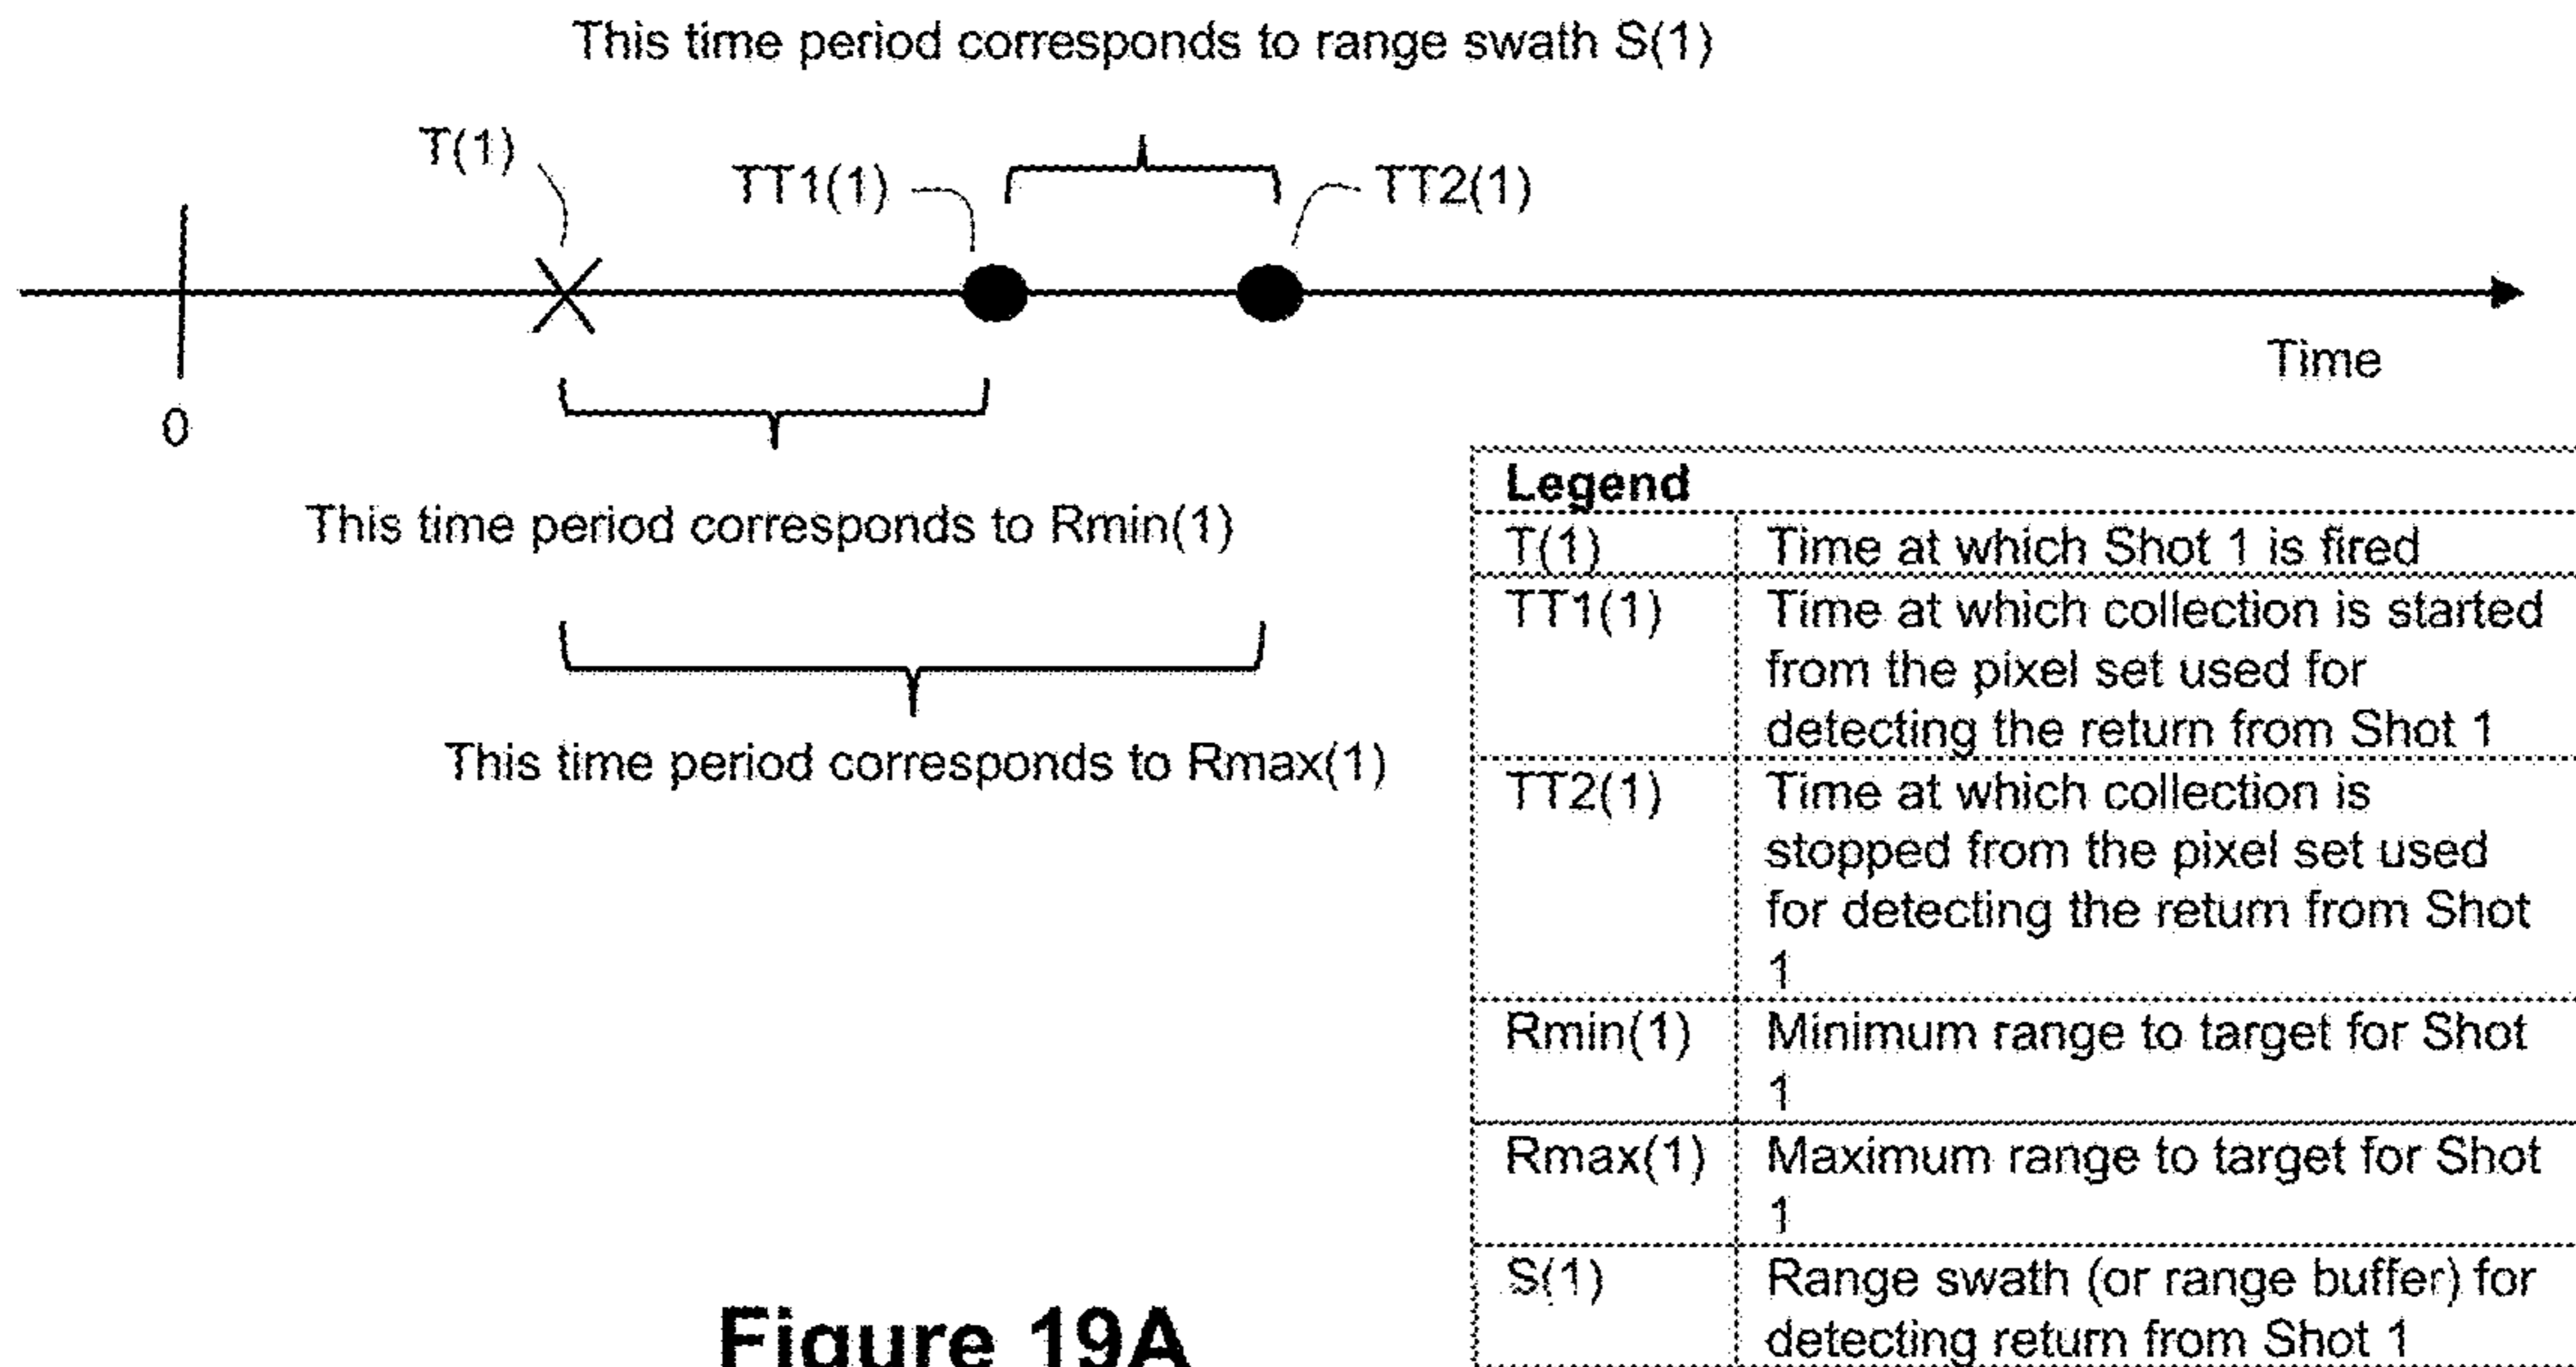 This time period corresponds to range swath S(1)
T(1)
TT1(1)
TT2(1)
Time
0
This time period corresponds to Rmin(1)
This time period corresponds to Rmax(1)
Legend
T(1) Time at which Shot 1 is fired
TT1(1) Time at which collection is started
from the pixel set used for
detecting the return from Shot 1
TT2(1) Time at which collection is
stopped from the pixel set used
for detecting the return from Shot
1
Rmin(1) Minimum range to target for Shot
1
Rmax(1) Maximum range to target for Shot
1
S(1) Range swath (or range buffer) for
detecting return from Shot 1
Figure 19A